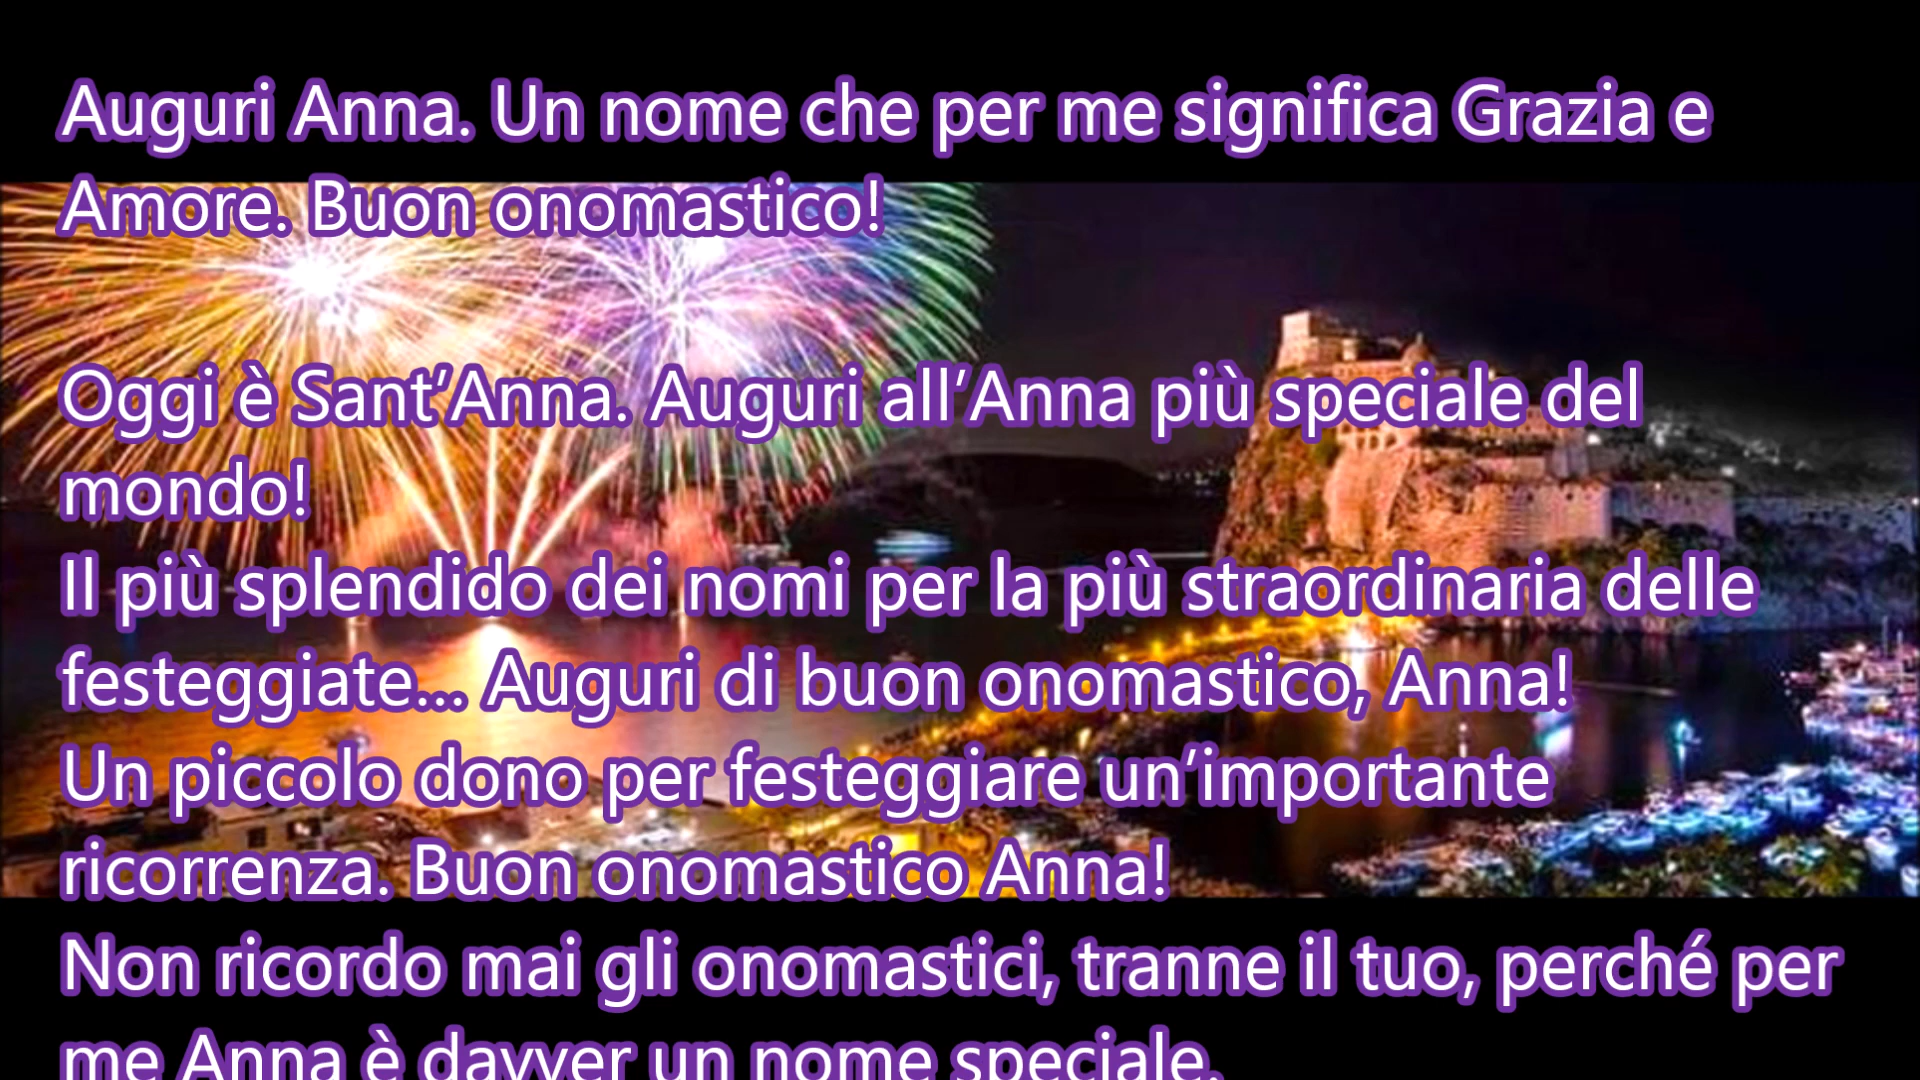 Auguri Anna. Un nome che per me significa Grazia e
Amore. Buon onomastico!
Oggi è Sant’Anna. Auguri all’Anna più speciale del
mondo!
Il più splendido dei nomi per la più straordinaria delle
festeggiate... Auguri di buon onomastico, Anna!
Un piccolo dono per festeggiare un’importante
ricorrenza. Buon onomastico Anna!
Non ricordo mai gli onomastici, tranne il tuo, perché per
me Anna è davver un nome speciale.